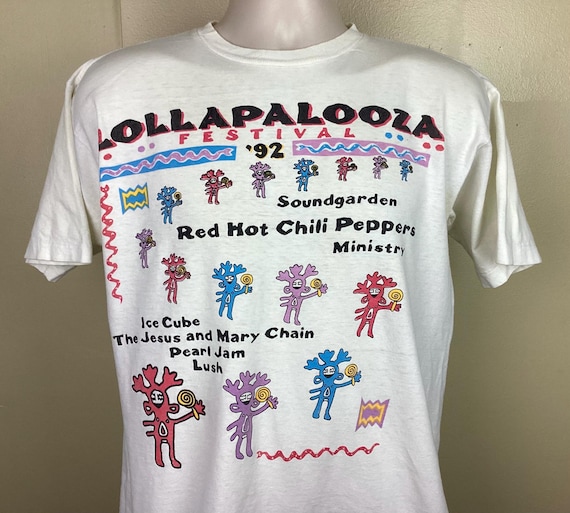 LOLLAPALOOZA
FESTIVAL
'92
Soundgarden
Red Hot Chili Peppers
Ministry
Ice Cube
The Jesus and Mary Chain
Pearl Jam
Lush